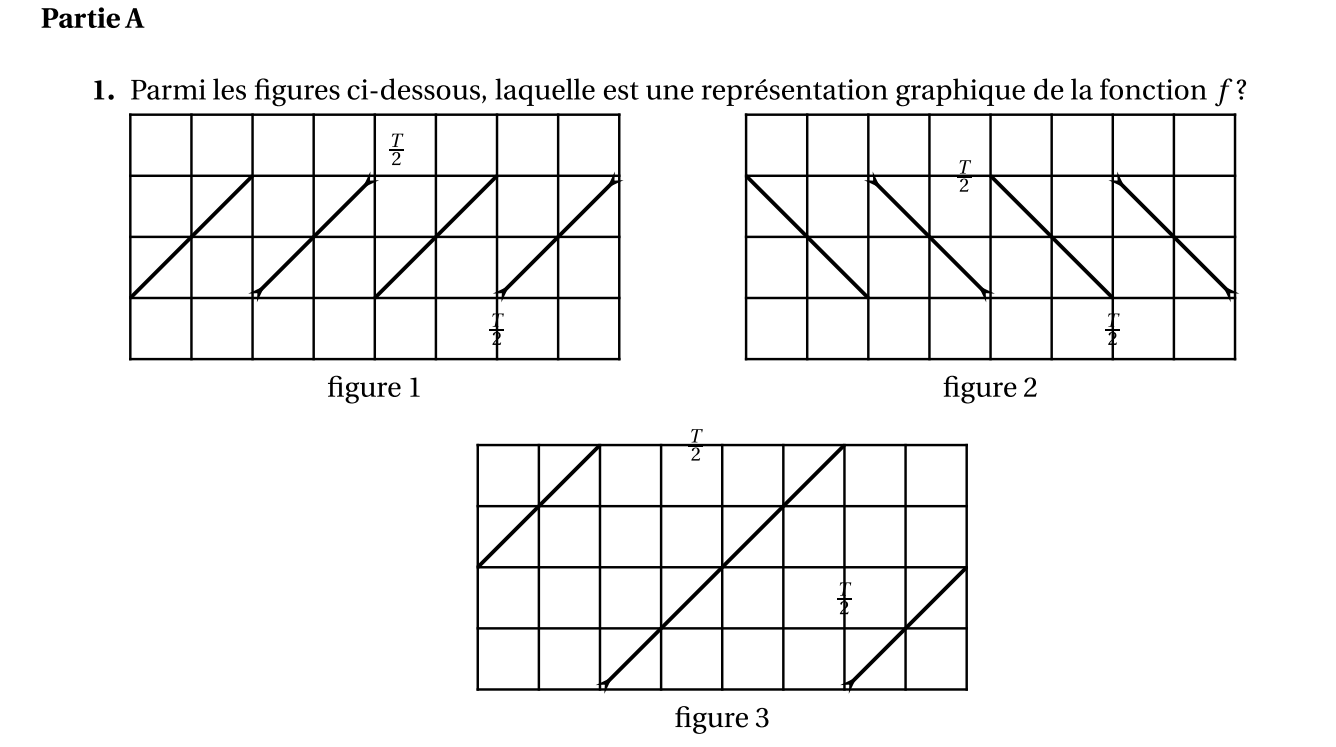 Partie A
1. Parmi les figures ci-dessous, laquelle est une représentation graphique de la fonction f ?
T
2
T
2
T
2
T
2
figure 1
figure 2
T
2
T
2
figure 3